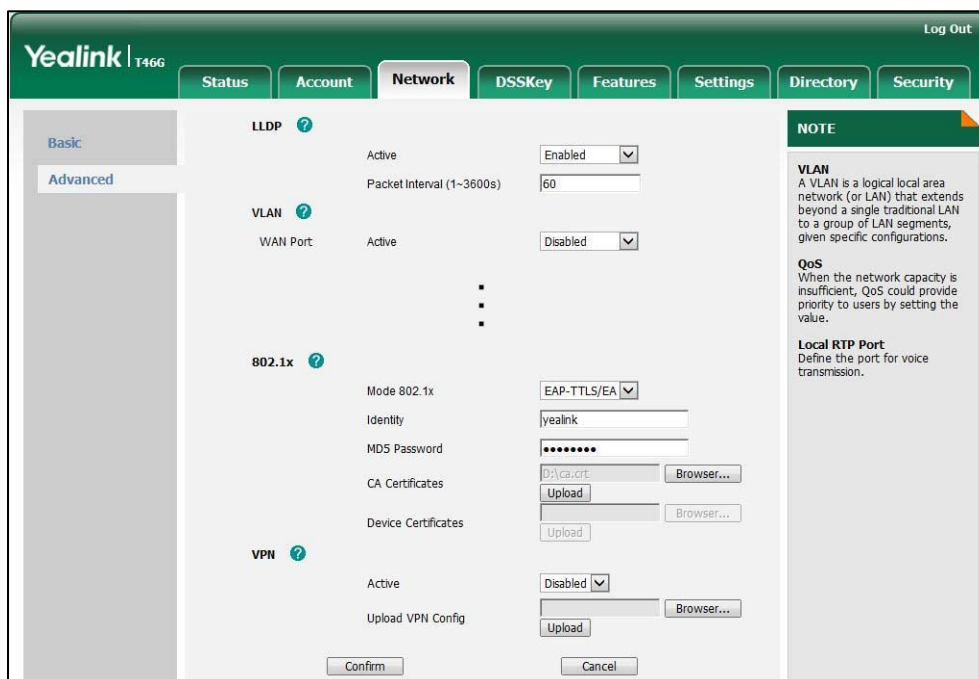 Log Out
Yealink T46G
Status Account Network DSSKey Features Settings Directory Security
Basic
Advanced
LLDP ?
Active Enabled
Packet Interval (1~3600s) 60
VLAN ?
WAN Port Active Disabled
802.1x ?
Mode 802.1x EAP-TTLS/EA
Identity yealink
MD5 Password ••••••••
CA Certificates D:\ca.crt Browser...
Upload
Device Certificates Browser...
Upload
VPN ?
Active Disabled
Upload VPN Config Browser...
Upload
Confirm Cancel
NOTE
VLAN
A VLAN is a logical local area
network (or LAN) that extends
beyond a single traditional LAN
to a group of LAN segments,
given specific configurations.
QoS
When the network capacity is
insufficient, QoS could provide
priority to users by setting the
value.
Local RTP Port
Define the port for voice
transmission.